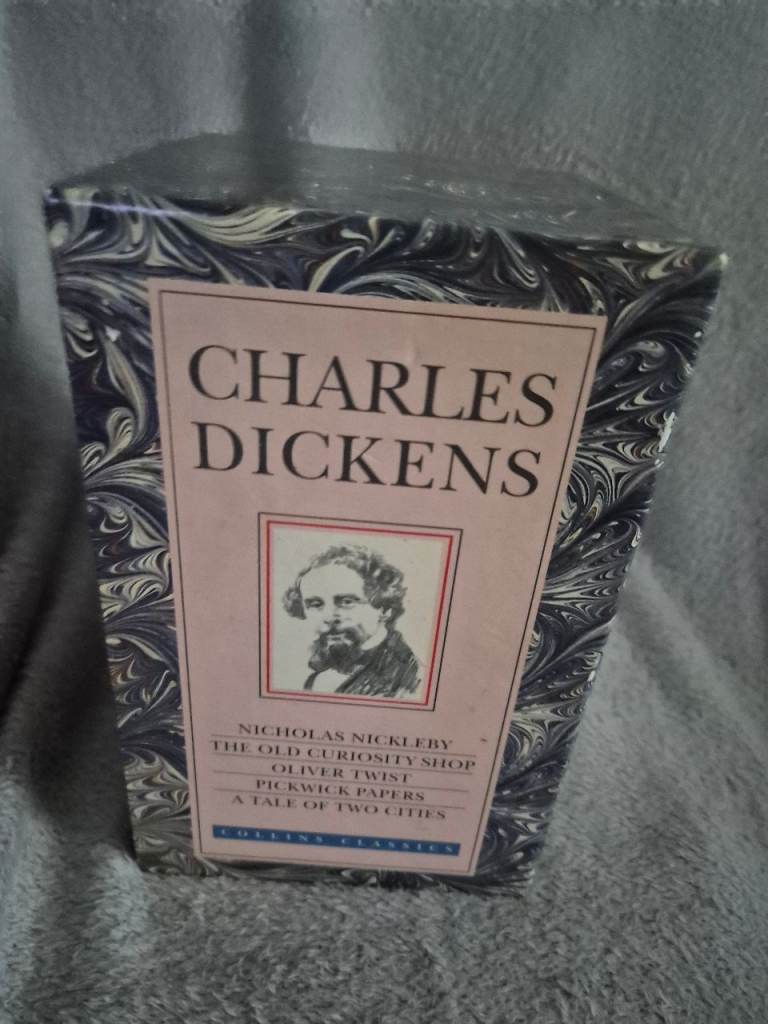 CHARLES
DICKENS
NICHOLAS NICKLEBY
THE OLD CURIOSITY SHOP
OLIVER TWIST
PICKWICK PAPERS
A TALE OF TWO CITIES
COLLINS CLASSICS